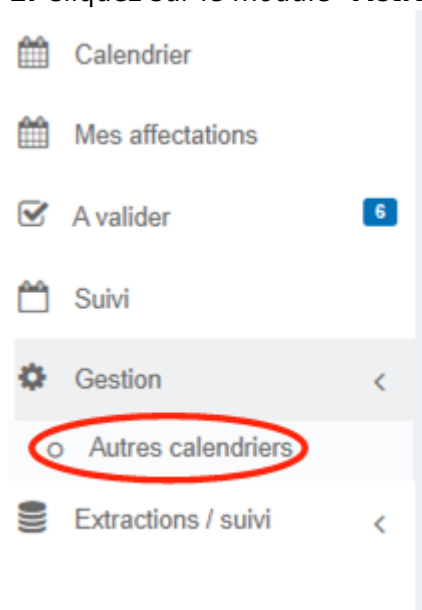 Calendrier
Mes affectations
A valider 6
Suivi
Gestion
Autres calendriers
Extractions / suivi